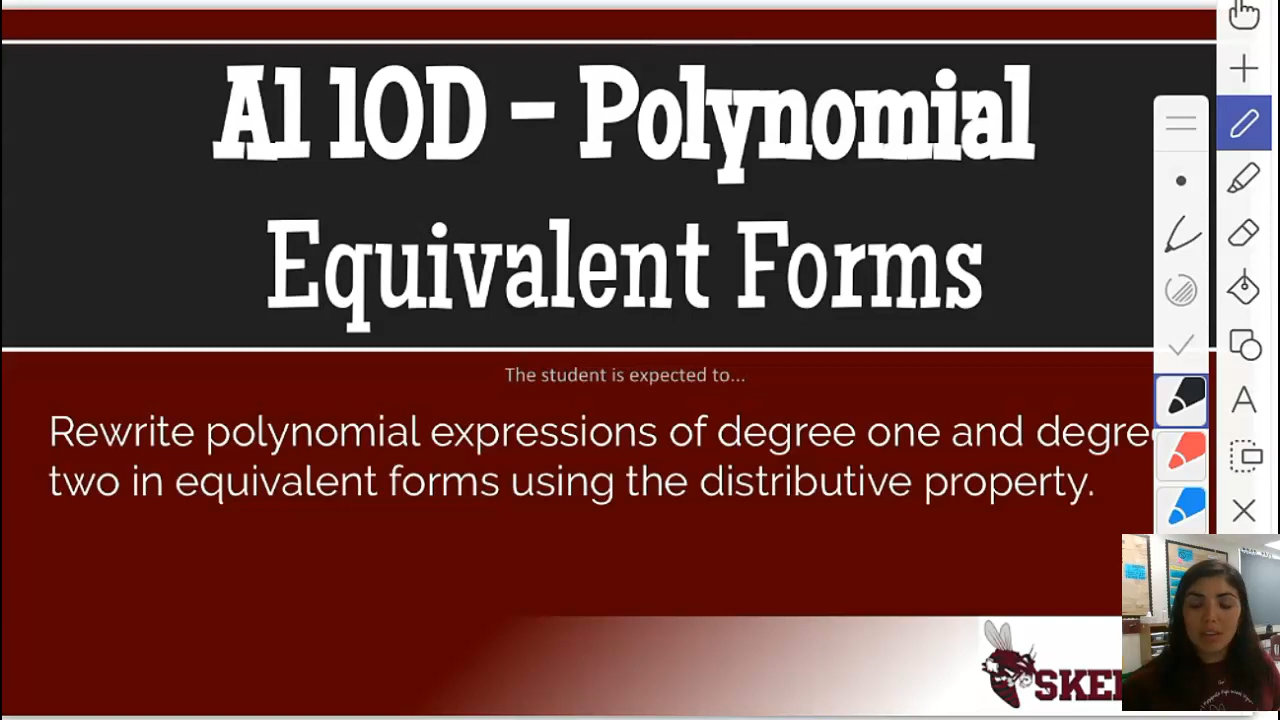 A1 10D - Polynomial
Equivalent Forms
The student is expected to...
Rewrite polynomial expressions of degree one and degre
two in equivalent forms using the distributive property.
A